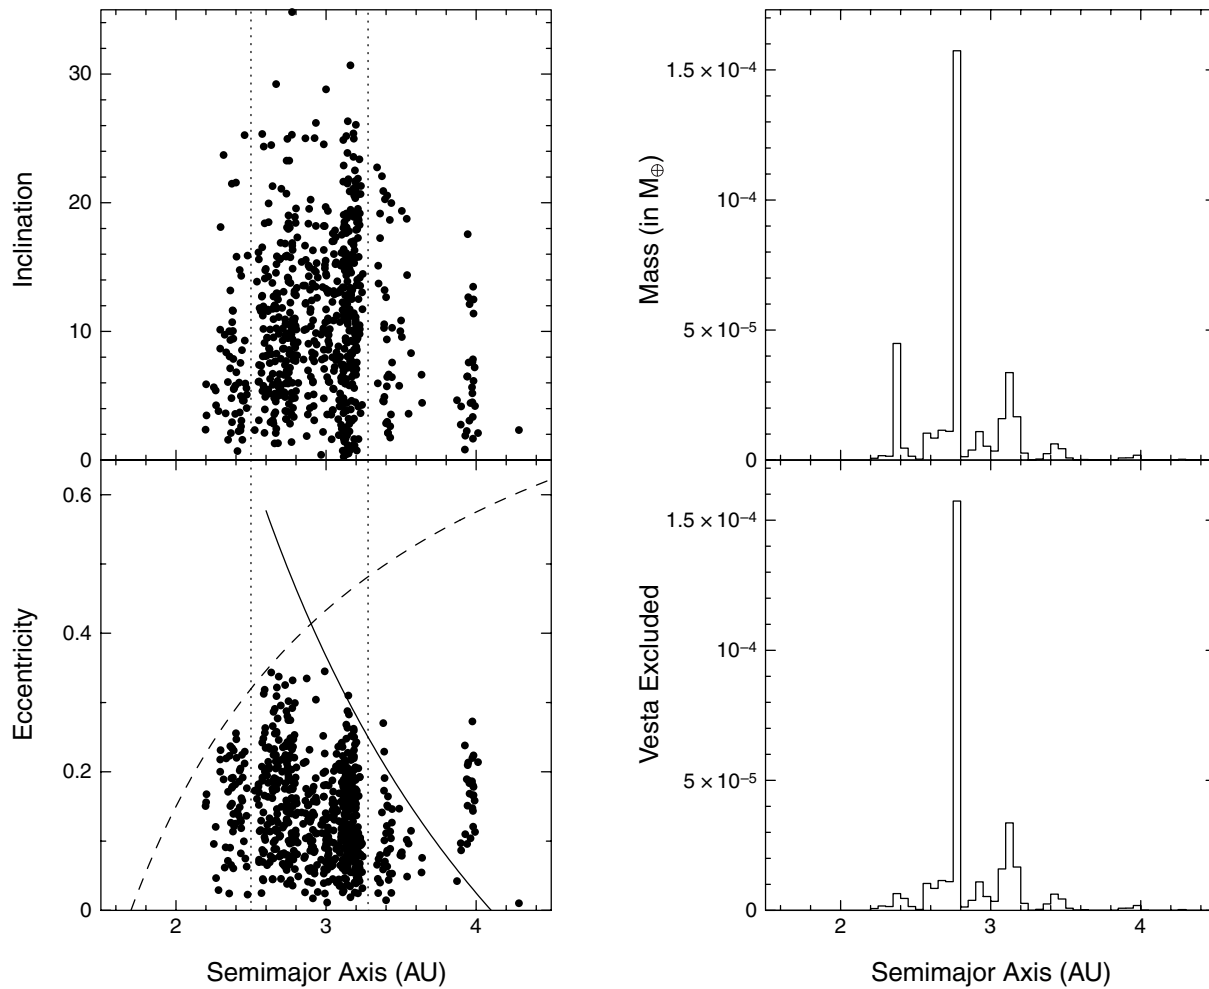 30
20
10
0
Inclination
0.6
0.4
0.2
0
Eccentricity
2
3
4
Semimajor Axis (AU)
1.5 × 10⁻⁴
10⁻⁴
5 × 10⁻⁵
0
Mass (in M⊕)
1.5 × 10⁻⁴
10⁻⁴
5 × 10⁻⁵
0
Vesta Excluded
2
3
4
Semimajor Axis (AU)